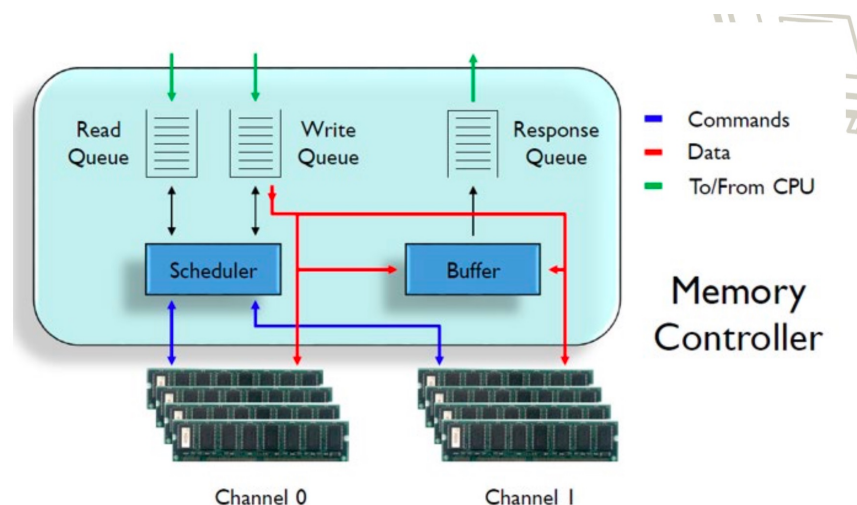 Read
Queue
Write
Queue
Response
Queue
Commands
Data
To/From CPU
Scheduler
Buffer
Memory
Controller
Channel 0
Channel 1